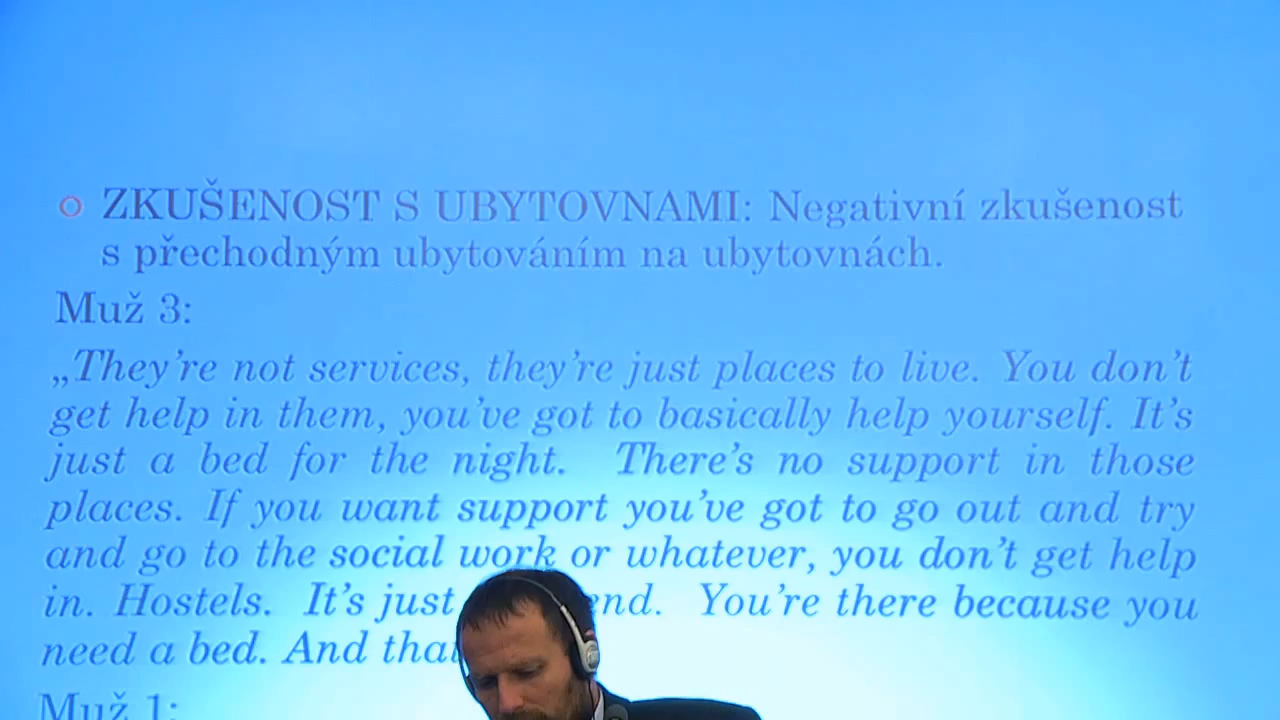 ZKUŠENOST S UBYTOVNAMI: Negativní zkušenost
s přechodným ubytováním na ubytovnách.
Muž 3:
„They’re not services, they’re just places to live. You don’t
get help in them, you’ve got to basically help yourself. It’s
just a bed for the night. There’s no support in those
places. If you want support you’ve got to go out and try
and go to the social work or whatever, you don’t get help
in. Hostels. It’s just You’re there because you
need a bed. And
Muž 1: